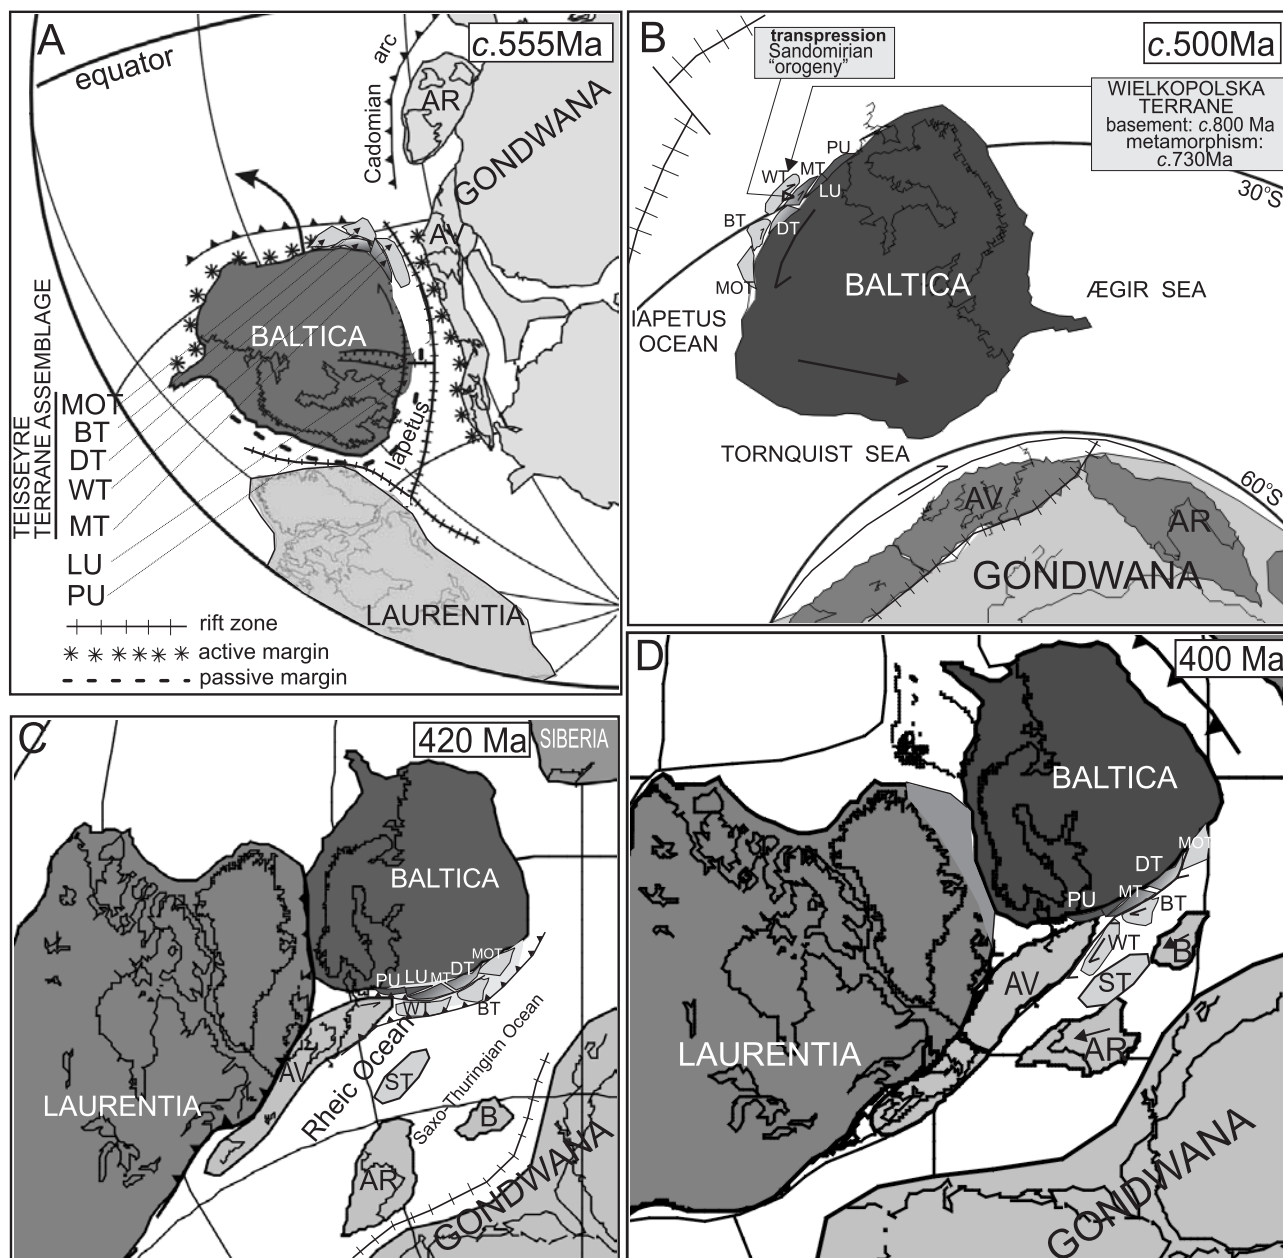 A
c.555Ma
equator
Cadomian arc
AR
GONDWANA
AV
BALTICA
Iapetus
TEISSEYRE
TERRANE ASSEMBLAGE
MOT
BT
DT
WT
MT
LU
PU
LAURENTIA
rift zone
active margin
passive margin
B
c.500Ma
transpression
Sandomirian
"orogeny"
WIELKOPOLSKA
TERRANE
basement: c.800 Ma
metamorphism:
c.730Ma
30°S
PU
MT
WT
LU
BT
DT
MOT
BALTICA
ÆGIR SEA
IAPETUS
OCEAN
TORNQUIST SEA
60°S
AV
AR
GONDWANA
C
420 Ma
SIBERIA
BALTICA
MOT
PU
LU
MT
DT
WT
BT
AV
LAURENTIA
Rheic Ocean
ST
Saxo-Thuringian Ocean
B
AR
GONDWANA
D
400 Ma
BALTICA
MOT
DT
PU
MT
BT
WT
B
AV
ST
AR
LAURENTIA
GONDWANA